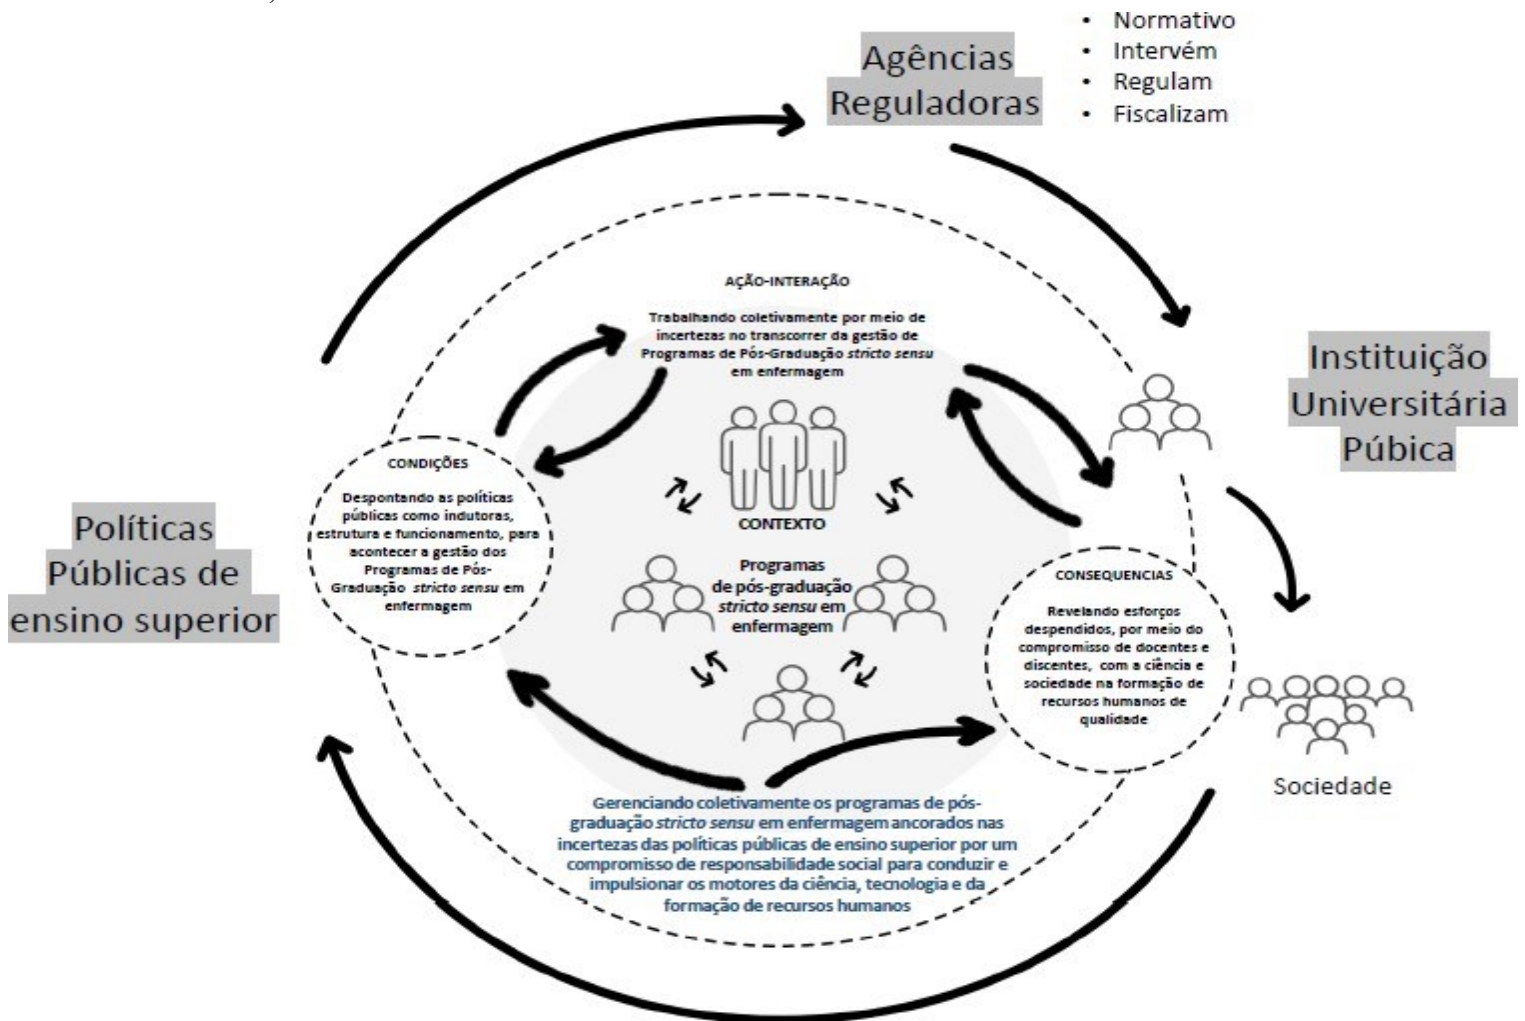 Agências
Reguladoras
• Normativo
• Intervém
• Regulam
• Fiscalizam
AÇÃO-INTERAÇÃO
Trabalhando coletivamente por meio de
incertezas no transcorrer da gestão de
Programas de Pós-Graduação stricto sensu
em enfermagem
Instituição
Universitária
Púbica
CONDIÇÕES
Despontando as políticas
públicas como indutoras,
estrutura e funcionamento, para
acontecer a gestão dos
Programas de Pós-
Graduação stricto sensu em
enfermagem
Políticas
Públicas de
ensino superior
CONTEXTO
Programas
de pós-graduação
stricto sensu em
enfermagem
CONSEQUENCIAS
Revelando esforços
despendidos, por meio do
compromisso de docentes e
discentes, com a ciência e
sociedade na formação de
recursos humanos de
qualidade
Sociedade
Gerenciando coletivamente os programas de pós-
graduação stricto sensu em enfermagem ancorados nas
incertezas das políticas públicas de ensino superior por um
compromisso de responsabilidade social para conduzir e
impulsionar os motores da ciência, tecnologia e da
formação de recursos humanos